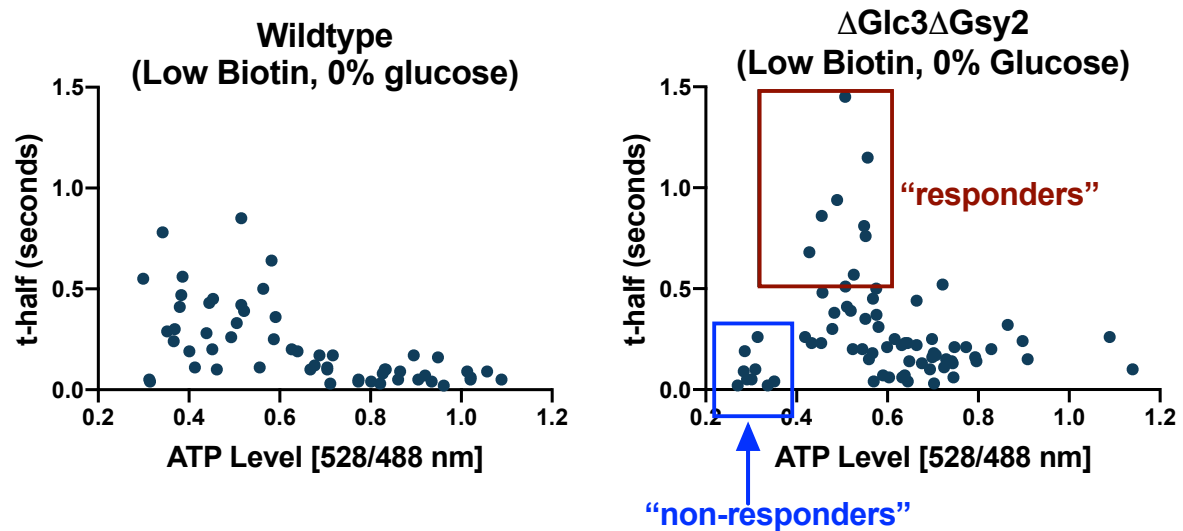 Wildtype
(Low Biotin, 0% glucose)
t-half (seconds)
1.5
1.0
0.5
0.0
0.2 0.4 0.6 0.8 1.0 1.2
ATP Level [528/488 nm]
ΔGlc3ΔGsy2
(Low Biotin, 0% Glucose)
t-half (seconds)
1.5
1.0
0.5
0.0
0.2 0.4 0.6 0.8 1.0 1.2
ATP Level [528/488 nm]
“responders”
“non-responders”